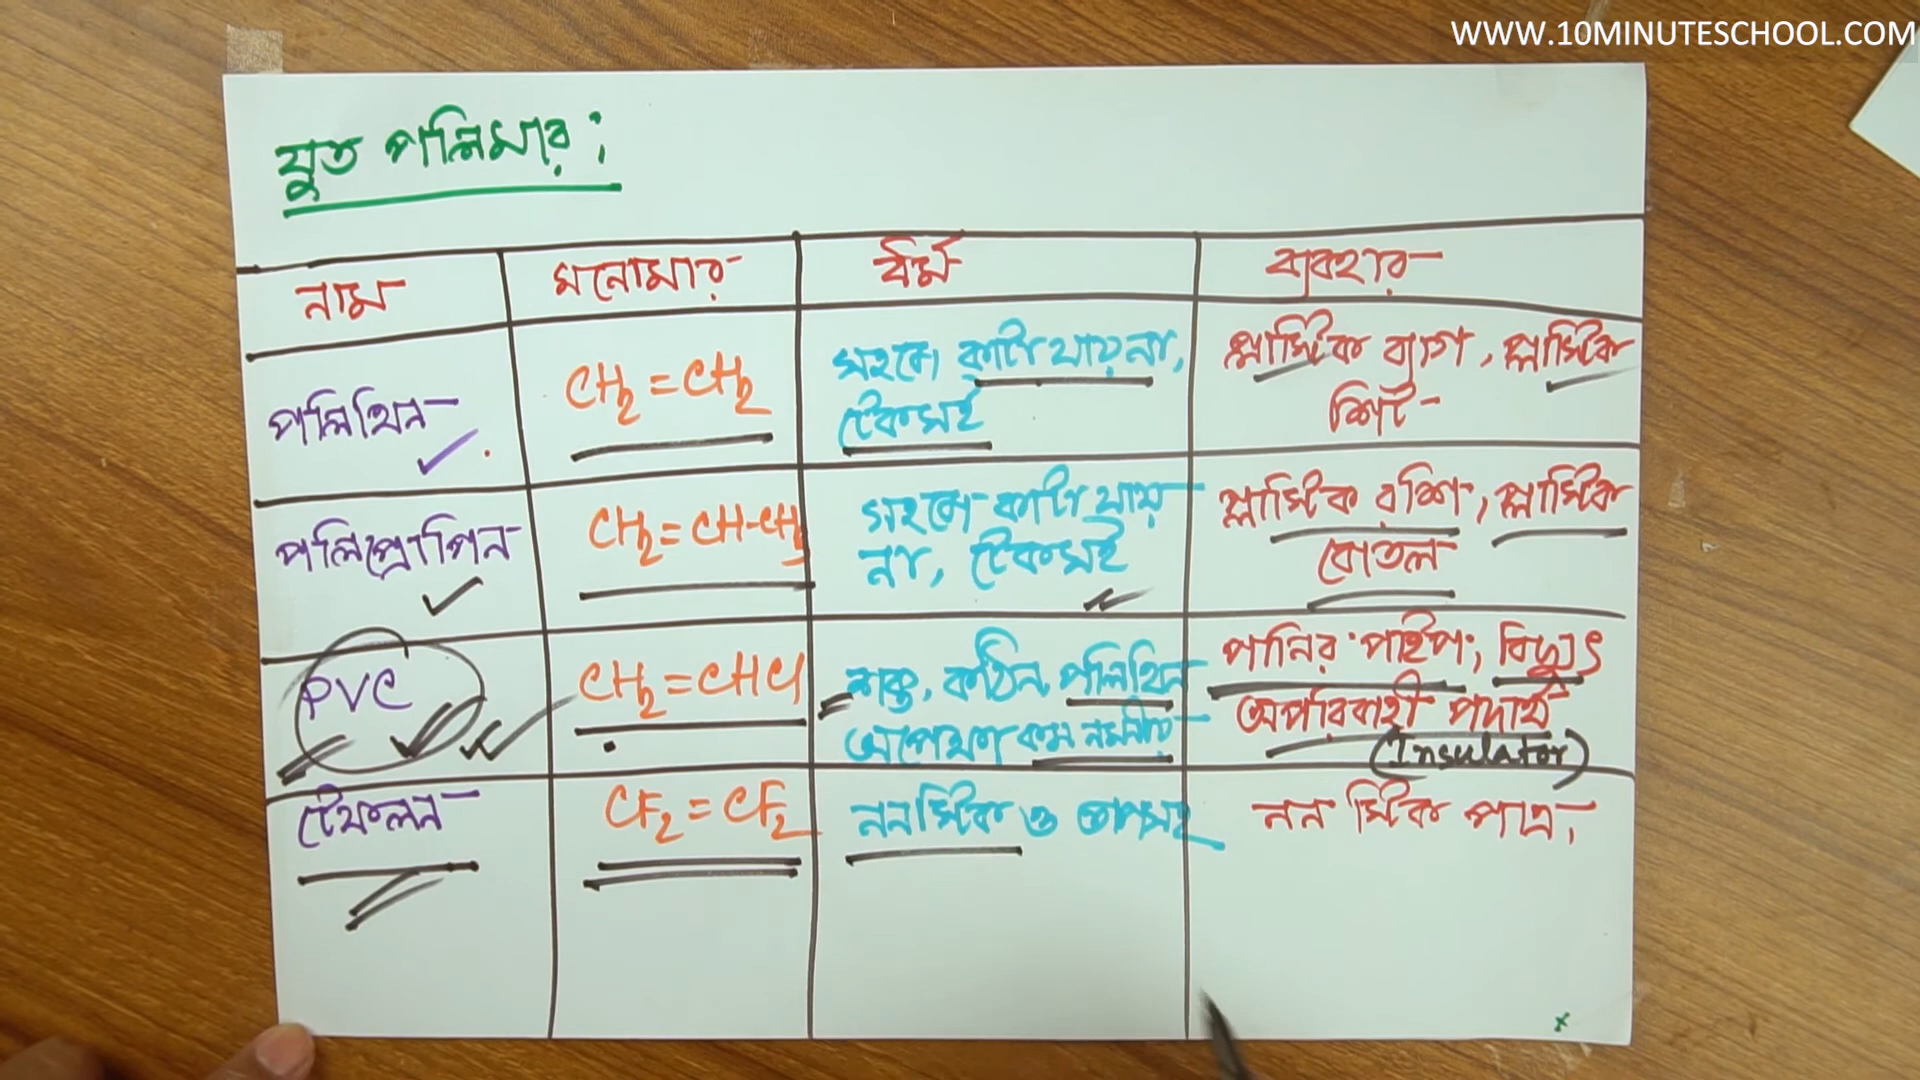 WWW.10MINUTESCHOOL.COM
যুত পলিমার :
নাম
মনোমার
ধর্ম
ব্যবহার
পলিথিন
CH2 = CH2
সহজে কাটা যায় না,
টেকসই
প্লাস্টিক ব্যাগ, প্লাস্টিক
শিট
পলিপ্রোপিন
CH2 = CH-CH3
সহজে কাটা যায়
না, টেকসই
প্লাস্টিক রশি, প্লাস্টিক
বোতল
PVC
CH2 = CHCl
শক্ত, কঠিন, পলিথিন
অপেক্ষা কম নমনীয়
পানির পাইপ, বিদ্যুৎ
অপরিবাহী পদার্থ
(Insulator)
টেফলন
CF2 = CF2
ননস্টিক ও তাপসহ
নন স্টিক পাত্র,